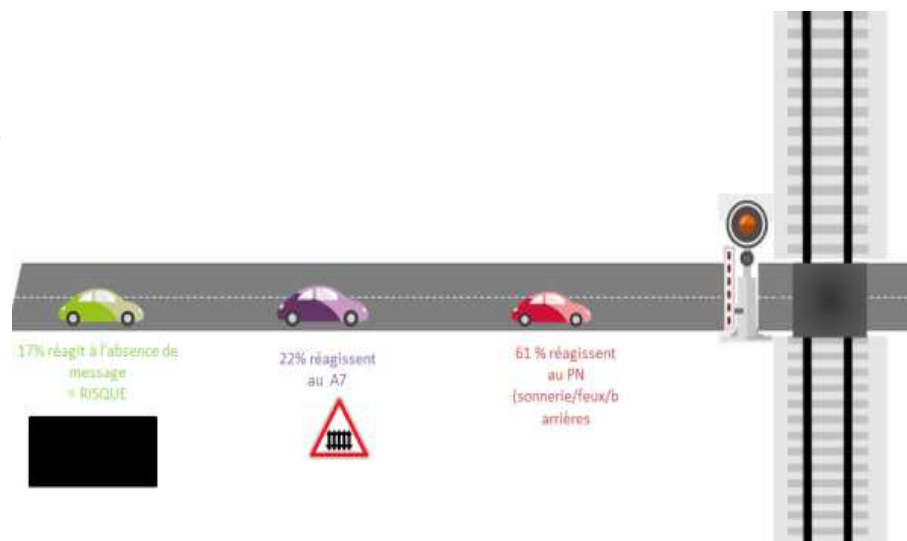 17% réagit à l'absence de
message
= RISQUE
22% réagissent
au A7
61 % réagissent
au PN
(sonnerie/feux/b
arrières